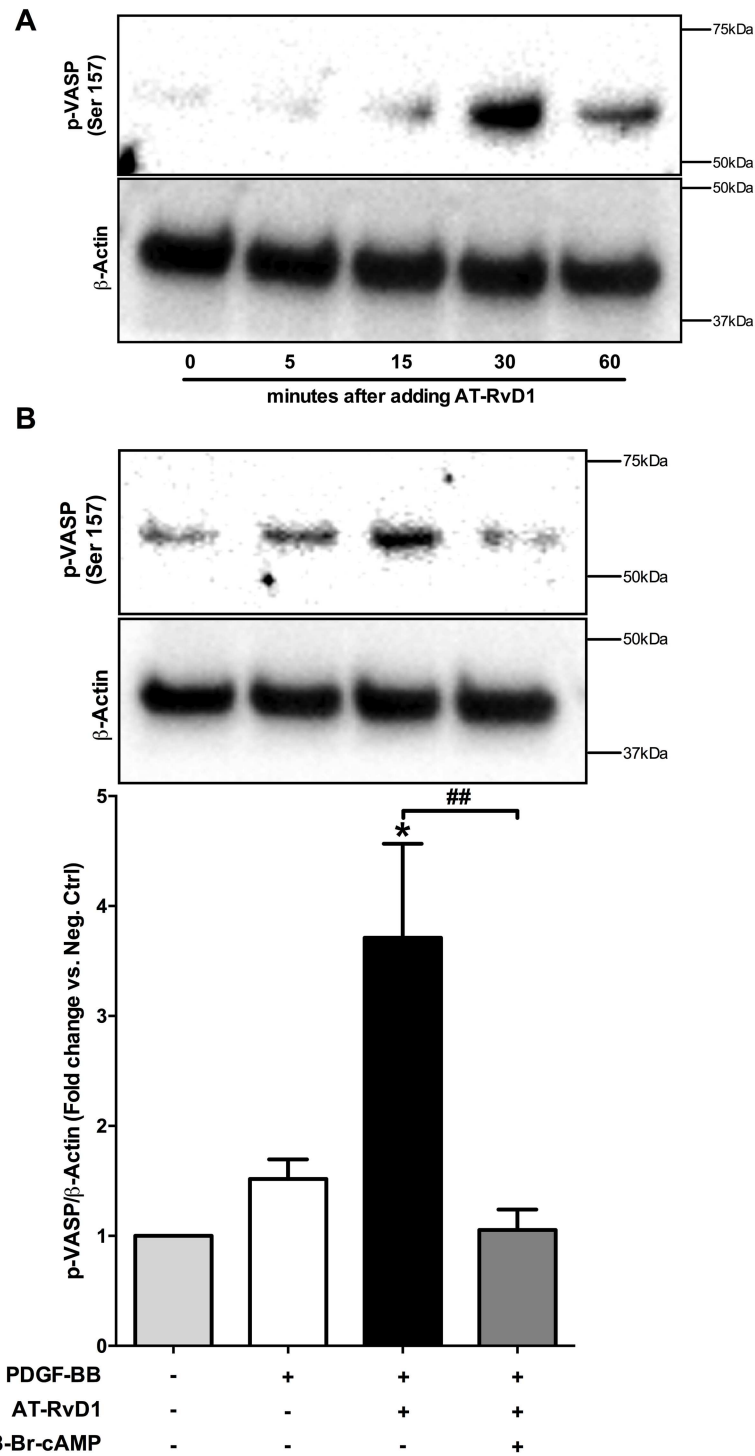 A
p-VASP
(Ser 157)
75kDa
50kDa
β-Actin
50kDa
37kDa
0 5 15 30 60
minutes after adding AT-RvD1
B
p-VASP
(Ser 157)
75kDa
50kDa
β-Actin
50kDa
37kDa
p-VASP/β-Actin (Fold change vs. Neg. Ctrl)
5
4
3
2
1
0
##
*
PDGF-BB - + + +
AT-RvD1 - - + +
-Br-cAMP - - - +